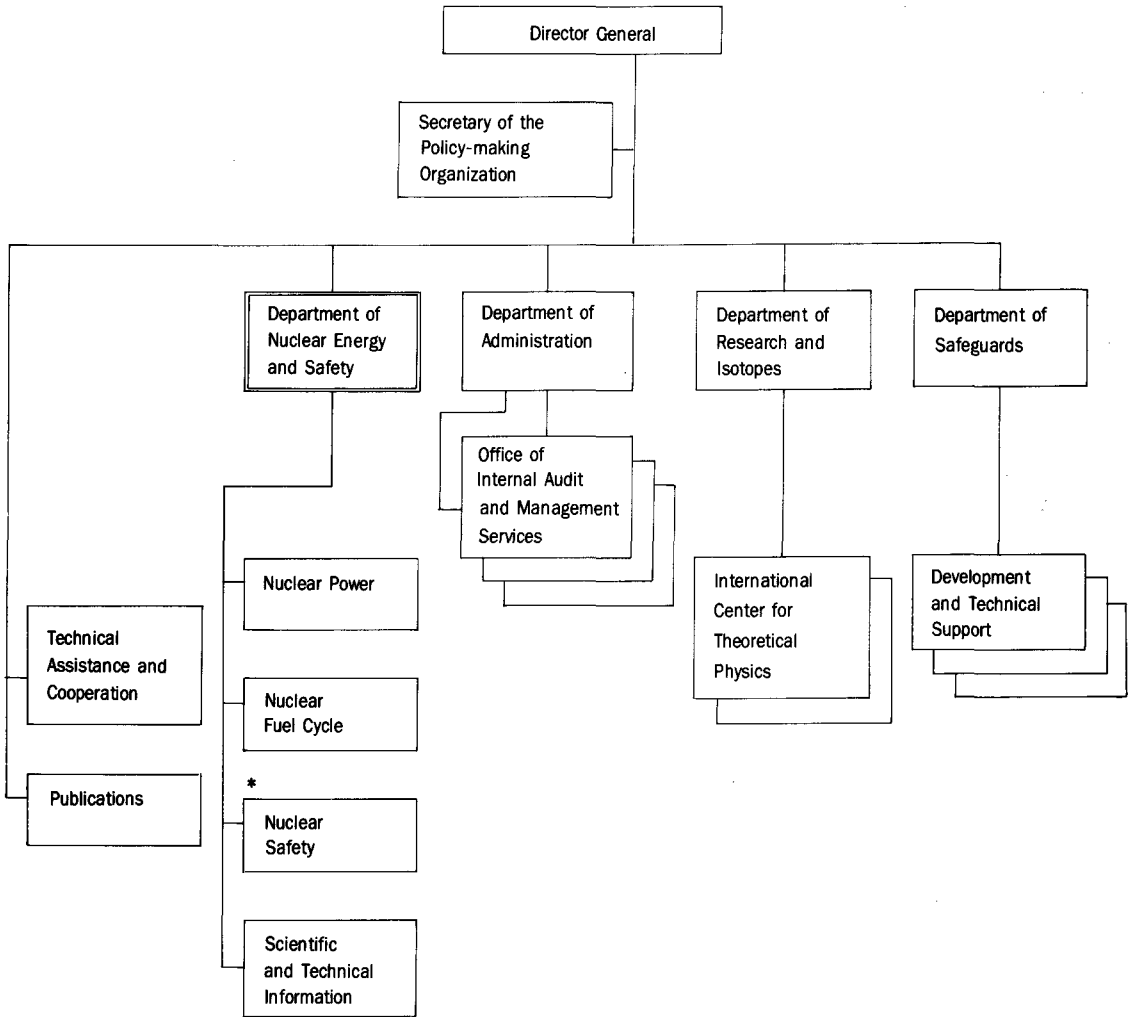 Director General
Secretary of the
Policy-making
Organization
Department of
Nuclear Energy
and Safety
Department of
Administration
Department of
Research and
Isotopes
Department of
Safeguards
Office of
Internal Audit
and Management
Services
Nuclear Power
International
Center for
Theoretical
Physics
Development
and Technical
Support
Technical
Assistance and
Cooperation
Nuclear
Fuel Cycle
Publications
*
Nuclear
Safety
Scientific
and Technical
Information